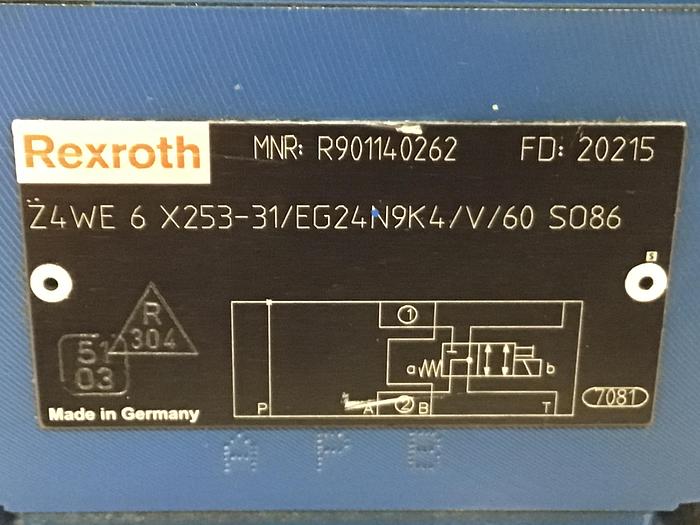 Rexroth MNR: R901140262 FD: 20215
Z4WE 6 X253-31/EG24N9K4/V/60 SO86
S
R
304
51
03
1
a b
2
P A B T
7081
Made in Germany
A P B